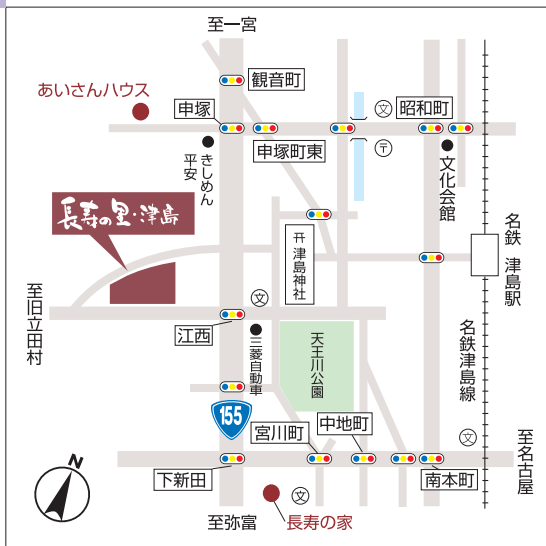 至一宮
観音町
あいさんハウス
申塚
昭和町
文
申塚町東
〒
きしめん
平安
文化会館
長寿の里・津島
津島神社
名鉄 津島駅
至旧立田村
文
江西
三菱自動車
天王川公園
名鉄津島線
155
宮川町
中地町
文
至名古屋
下新田
南本町
N
文
至弥富
長寿の家